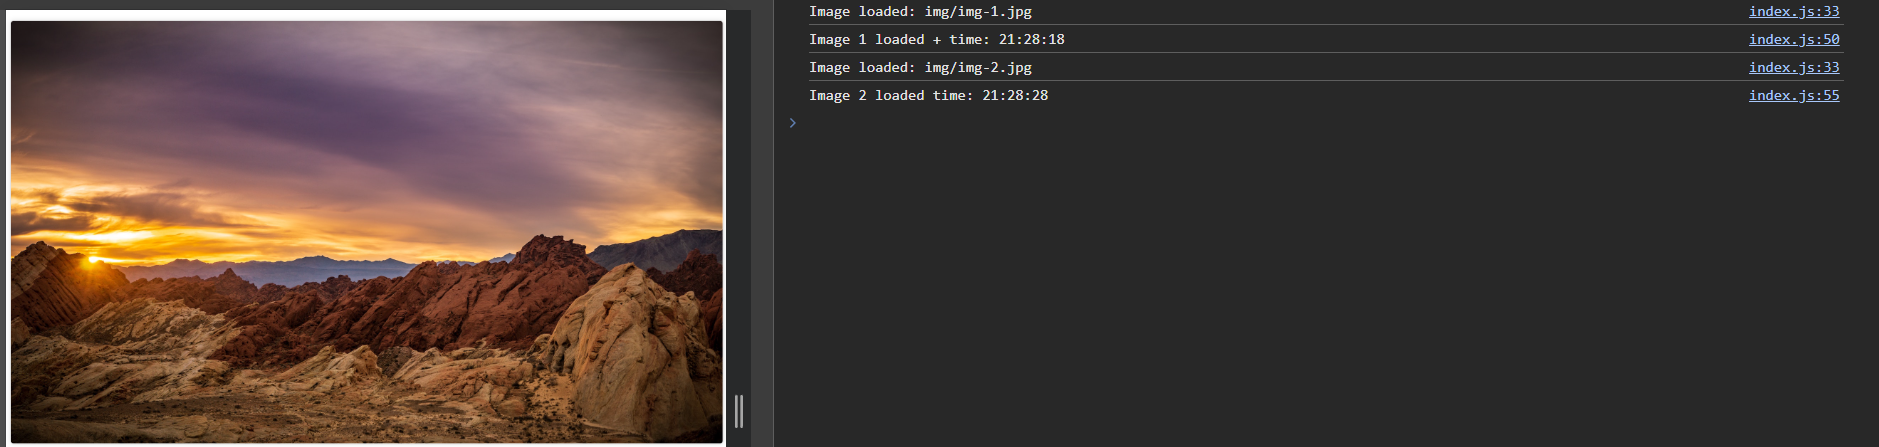 Image loaded: img/img-1.jpg index.js:33
Image 1 loaded + time: 21:28:18 index.js:50
Image loaded: img/img-2.jpg index.js:33
Image 2 loaded time: 21:28:28 index.js:55